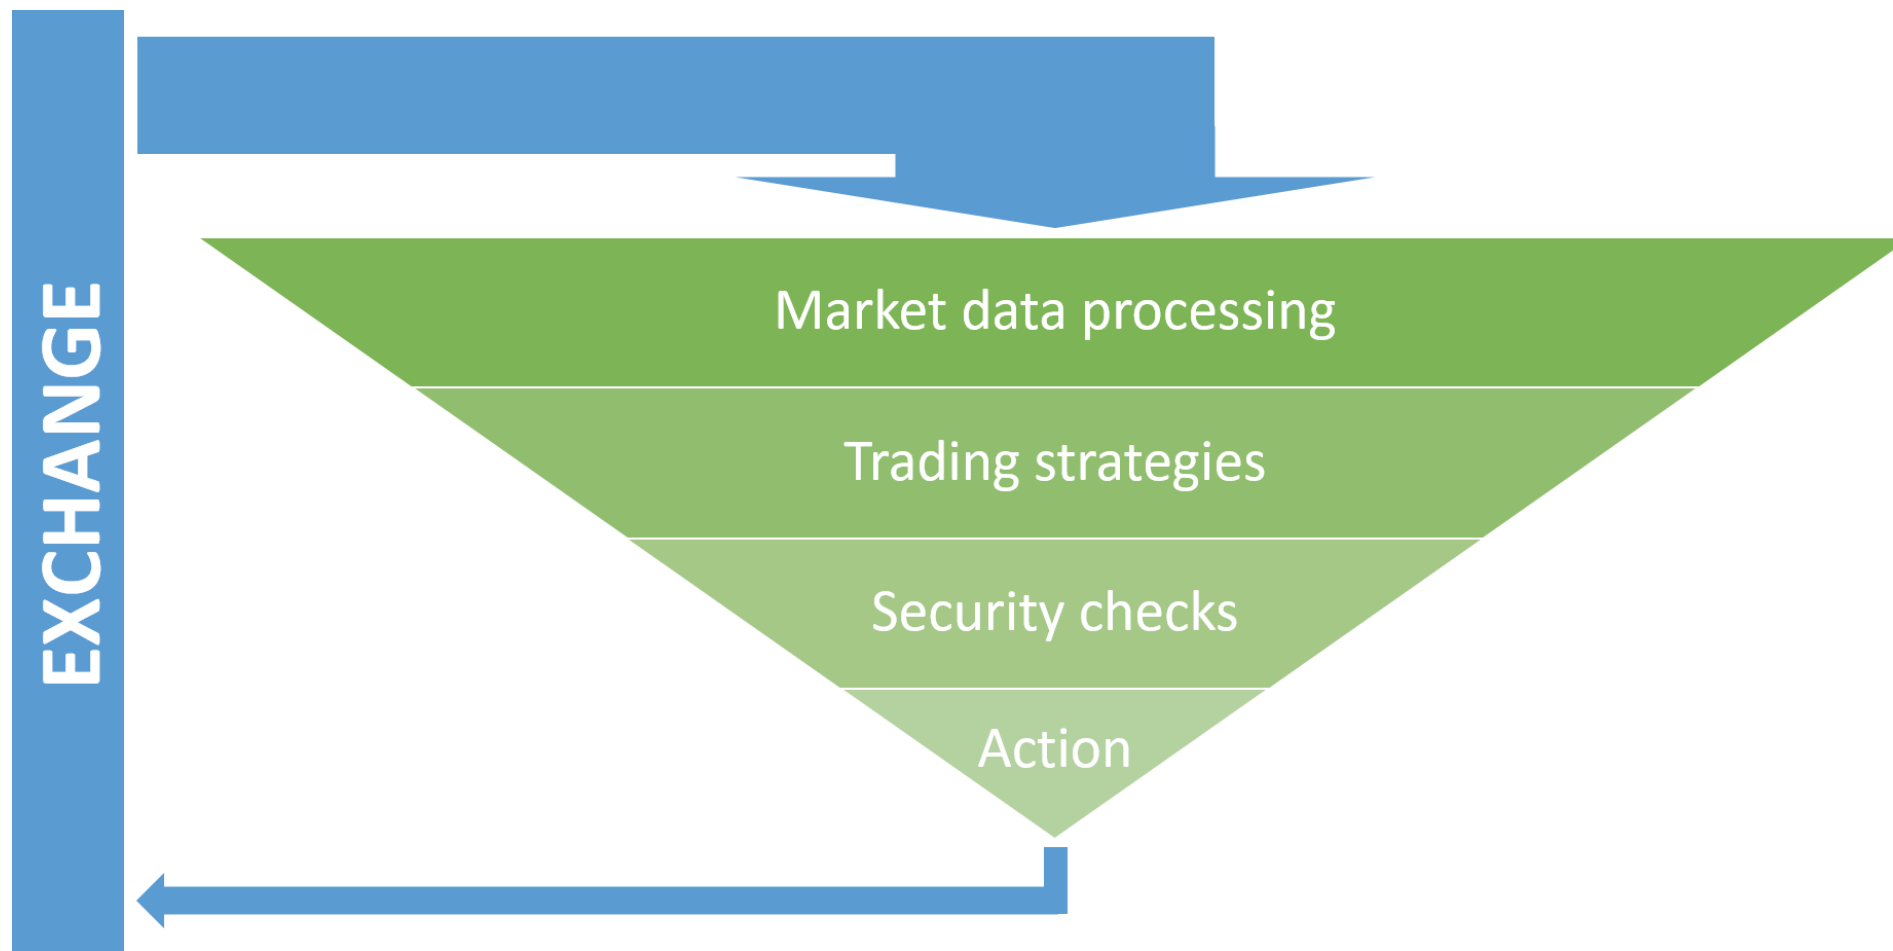 EXCHANGE
Market data processing
Trading strategies
Security checks
Action